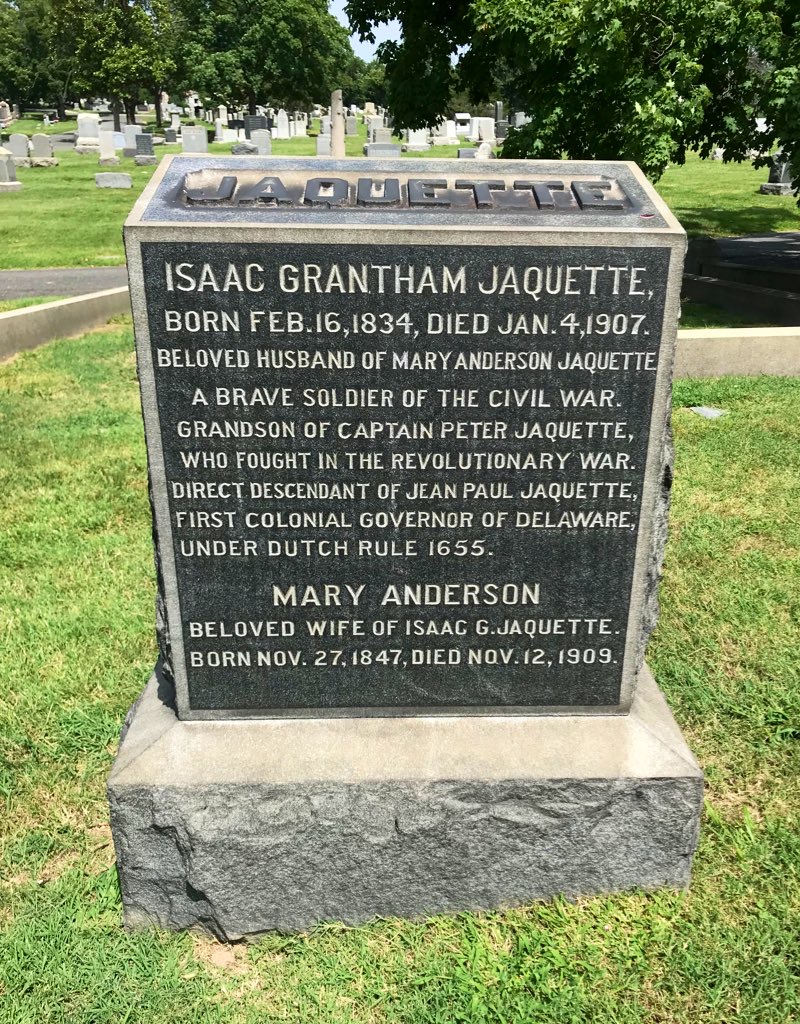 JAQUETTE
ISAAC GRANTHAM JAQUETTE,
BORN FEB. 16, 1834, DIED JAN. 4, 1907.
BELOVED HUSBAND OF MARY ANDERSON JAQUETTE
A BRAVE SOLDIER OF THE CIVIL WAR.
GRANDSON OF CAPTAIN PETER JAQUETTE,
WHO FOUGHT IN THE REVOLUTIONARY WAR.
DIRECT DESCENDANT OF JEAN PAUL JAQUETTE,
FIRST COLONIAL GOVERNOR OF DELAWARE,
UNDER DUTCH RULE 1655.
MARY ANDERSON
BELOVED WIFE OF ISAAC G. JAQUETTE.
BORN NOV. 27, 1847, DIED NOV. 12, 1909.